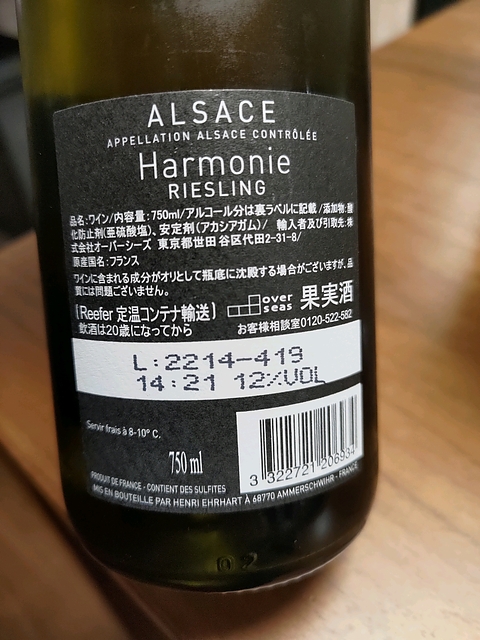 ALSACE
APPELLATION ALSACE CONTRÔLÉE
Harmonie
RIESLING
品名:ワイン/内容量:750ml/アルコール分は裏ラベルに記載/添加物:酸
化防止剤(亜硫酸塩)、安定剤(アカシアガム)/ 輸入者及び引取先:株
式会社オーバーシーズ 東京都世田谷区代田2-31-8/
原産国名:フランス
ワインに含まれる成分がオリとして瓶底に沈殿する場合がございますが、品
質には問題ございません。
[Reefer 定温コンテナ輸送]
over seas
果実酒
飲酒は20歳になってから
お客様相談室0120-522-582
L:2214-419
14:21 12%VOL
Servir frais à 8-10° C.
750 ml
3 322721 206934
PRODUIT DE FRANCE - CONTIENT DES SULFITES
MIS EN BOUTEILLE PAR HENRI EHRHART À 68770 AMMERSCHWIHR - FRANCE